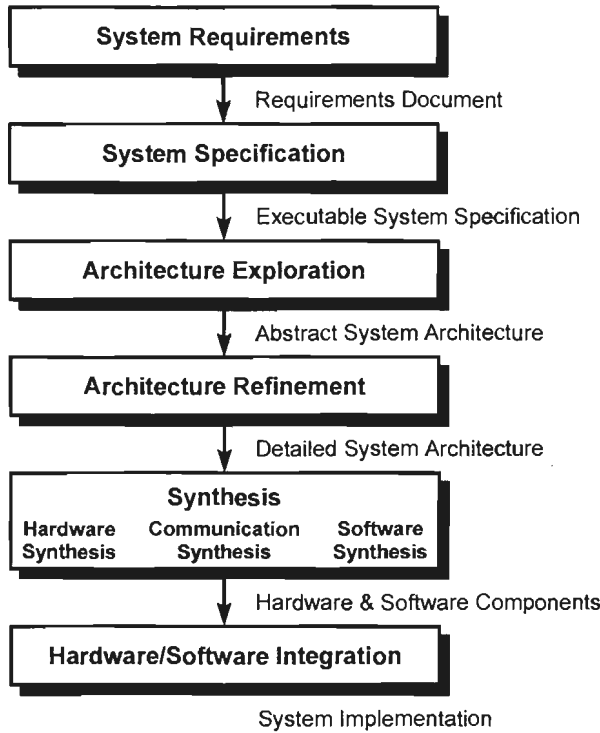 System Requirements
Requirements Document
System Specification
Executable System Specification
Architecture Exploration
Abstract System Architecture
Architecture Refinement
Detailed System Architecture
Synthesis
Hardware Communication Software
Synthesis Synthesis Synthesis
Hardware & Software Components
Hardware/Software Integration
System Implementation